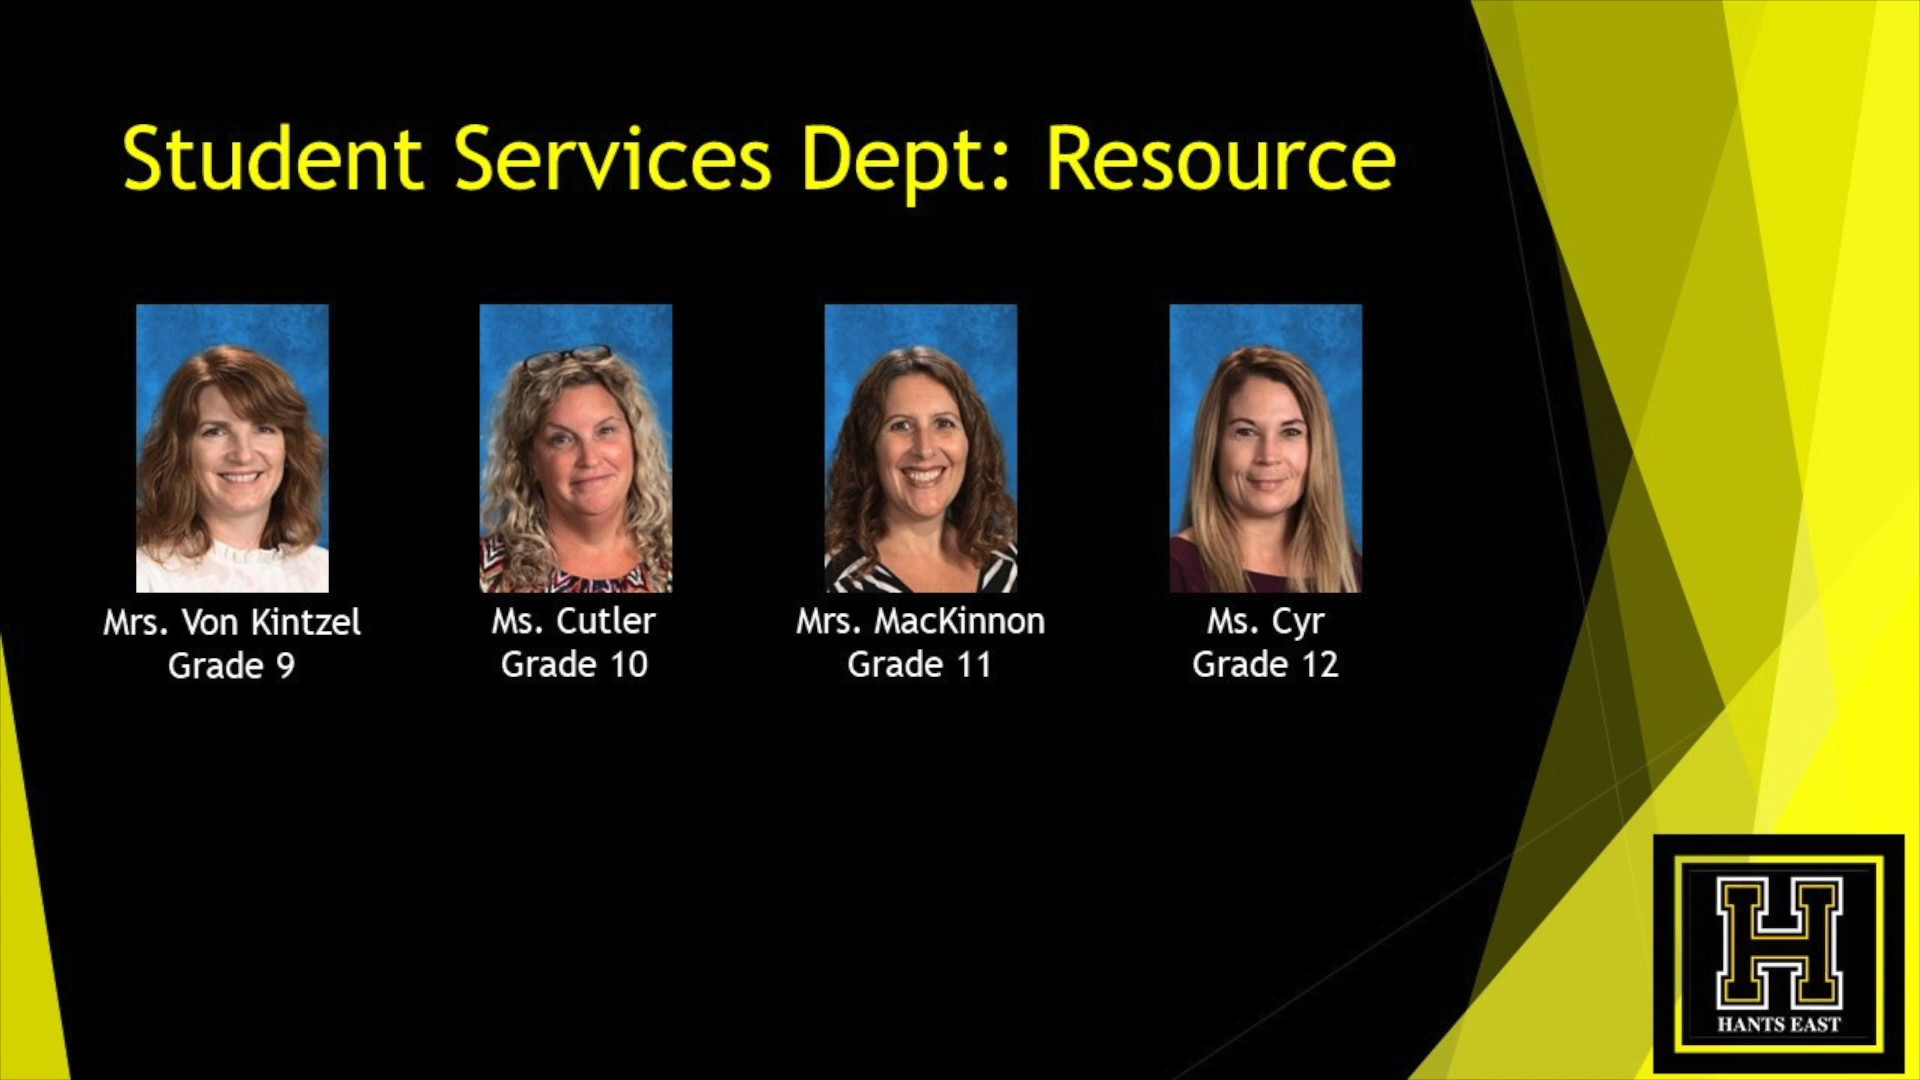 Student Services Dept: Resource
Mrs. Von Kintzel
Grade 9
Ms. Cutler
Grade 10
Mrs. MacKinnon
Grade 11
Ms. Cyr
Grade 12
H
HANTS EAST